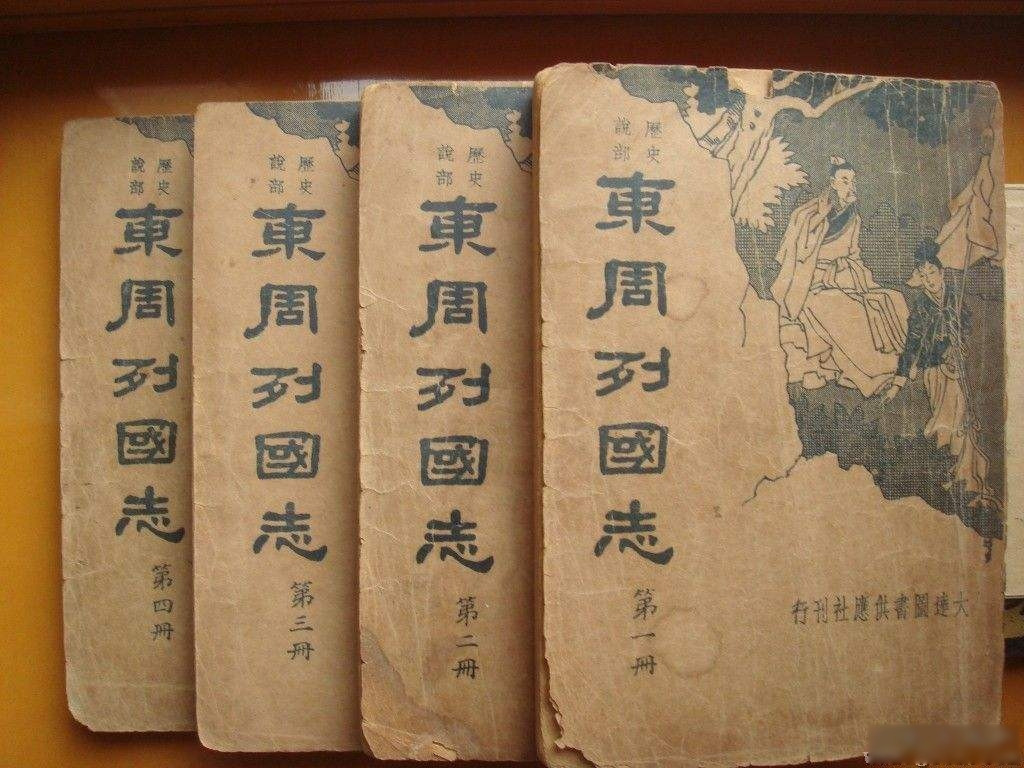 歷史
說部
東周列國志
第一冊
大達圖書供應社刊行
歷史
說部
東周列國志
第二冊
歷史
說部
東周列國志
第三冊
歷史
說部
東周列國志
第四冊